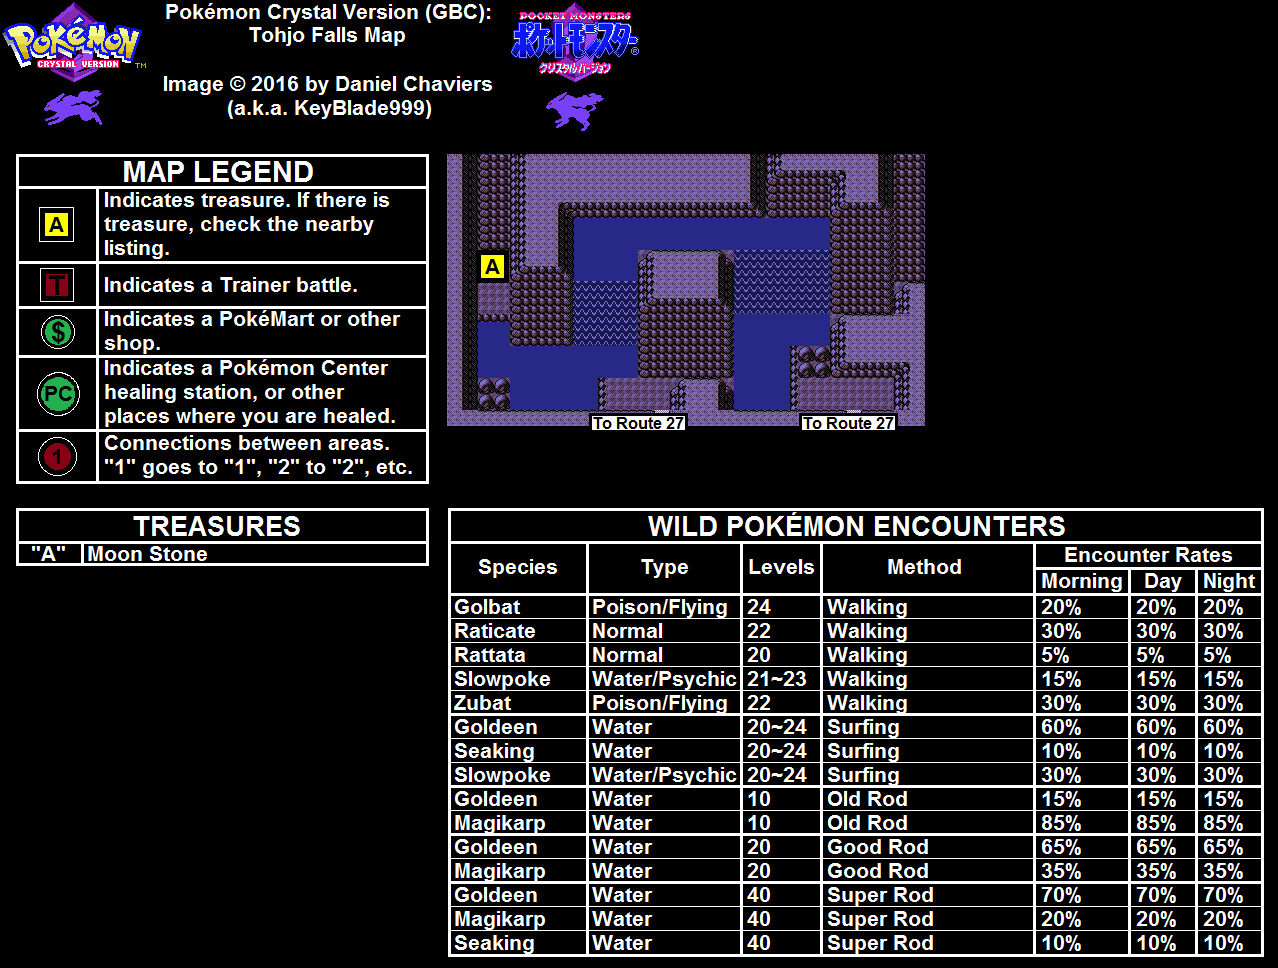 POKéMON
CRYSTAL VERSION
TM
Pokémon Crystal Version (GBC):
Tohjo Falls Map
Image © 2016 by Daniel Chaviers
(a.k.a. KeyBlade999)
POCKET MONSTERS
ポケットモンスター
®
クリスタルバージョン
MAP LEGEND
A
Indicates treasure. If there is
treasure, check the nearby
listing.
T
Indicates a Trainer battle.
$
Indicates a PokéMart or other
shop.
PC
Indicates a Pokémon Center
healing station, or other
places where you are healed.
1
Connections between areas.
"1" goes to "1", "2" to "2", etc.
A
To Route 27
To Route 27
TREASURES
"A" Moon Stone
WILD POKÉMON ENCOUNTERS
Species Type Levels Method Encounter Rates
Morning Day Night
Golbat Poison/Flying 24 Walking 20% 20% 20%
Raticate Normal 22 Walking 30% 30% 30%
Rattata Normal 20 Walking 5% 5% 5%
Slowpoke Water/Psychic 21~23 Walking 15% 15% 15%
Zubat Poison/Flying 22 Walking 30% 30% 30%
Goldeen Water 20~24 Surfing 60% 60% 60%
Seaking Water 20~24 Surfing 10% 10% 10%
Slowpoke Water/Psychic 20~24 Surfing 30% 30% 30%
Goldeen Water 10 Old Rod 15% 15% 15%
Magikarp Water 10 Old Rod 85% 85% 85%
Goldeen Water 20 Good Rod 65% 65% 65%
Magikarp Water 20 Good Rod 35% 35% 35%
Goldeen Water 40 Super Rod 70% 70% 70%
Magikarp Water 40 Super Rod 20% 20% 20%
Seaking Water 40 Super Rod 10% 10% 10%